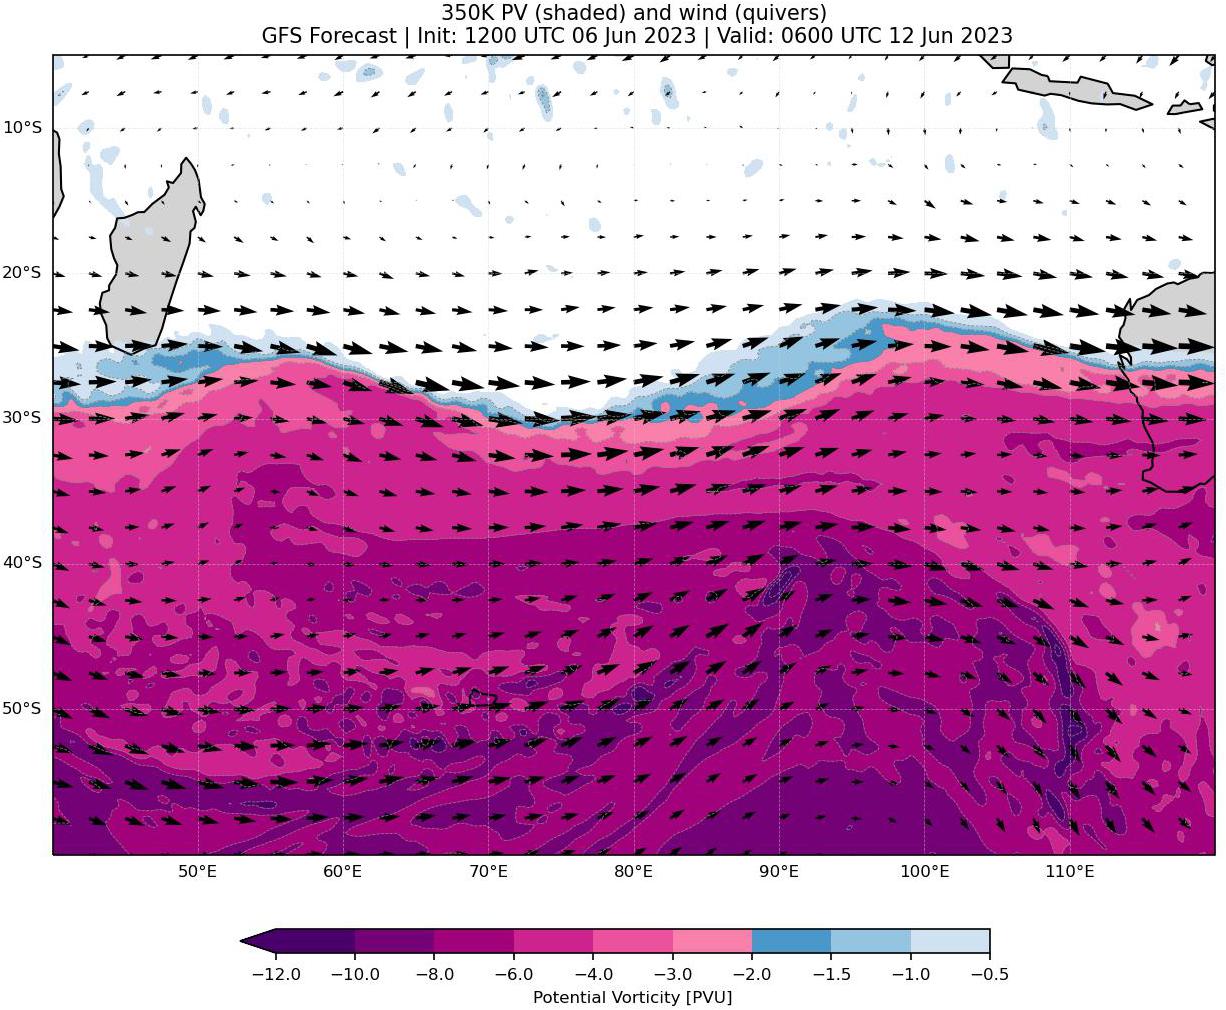 350K PV (shaded) and wind (quivers)
GFS Forecast | Init: 1200 UTC 06 Jun 2023 | Valid: 0600 UTC 12 Jun 2023
10°S
20°S
30°S
40°S
50°S
50°E 60°E 70°E 80°E 90°E 100°E 110°E
−12.0 −10.0 −8.0 −6.0 −4.0 −3.0 −2.0 −1.5 −1.0 −0.5
Potential Vorticity [PVU]